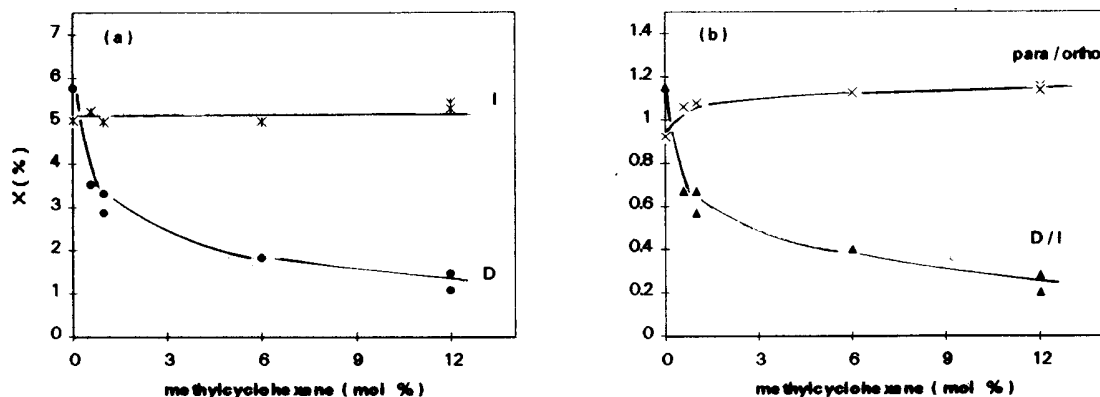 (a)
7
6
5
4
3
2
1
0
X (%)
I
D
0 3 6 9 12
methylcyclohexane (mol %)
(b)
1.4
1.2
1
0.8
0.6
0.4
0.2
0
para/ortho
D/I
0 3 6 9 12
methylcyclohexane (mol %)